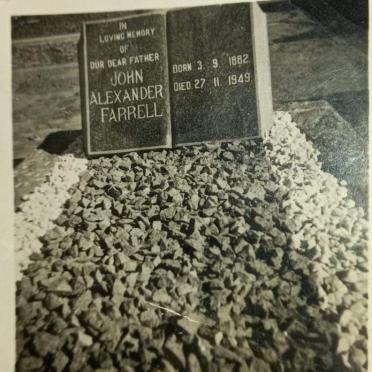 IN
LOVING MEMORY
OF
OUR DEAR FATHER
JOHN
ALEXANDER
FARRELL
BORN 3. 9. 1882.
DIED 27. 11. 1949.